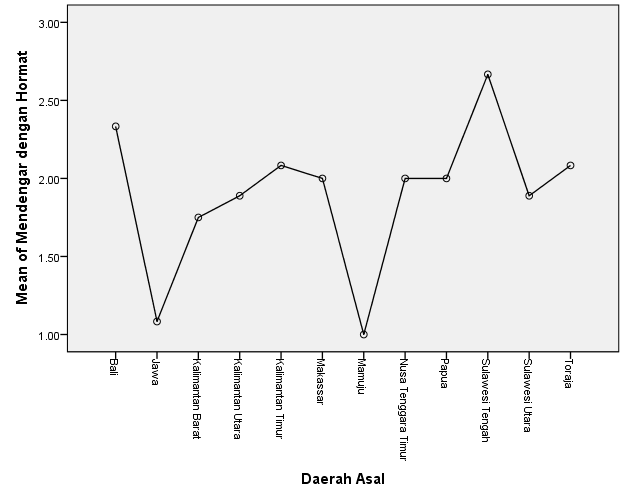 Mean of Mendengar dengan Hormat
3.00
2.50
2.00
1.50
1.00
Bali
Jawa
Kalimantan Barat
Kalimantan Utara
Kalimantan Timur
Makassar
Mamuju
Nusa Tenggara Timur
Papua
Sulawesi Tengah
Sulawesi Utara
Toraja
Daerah Asal